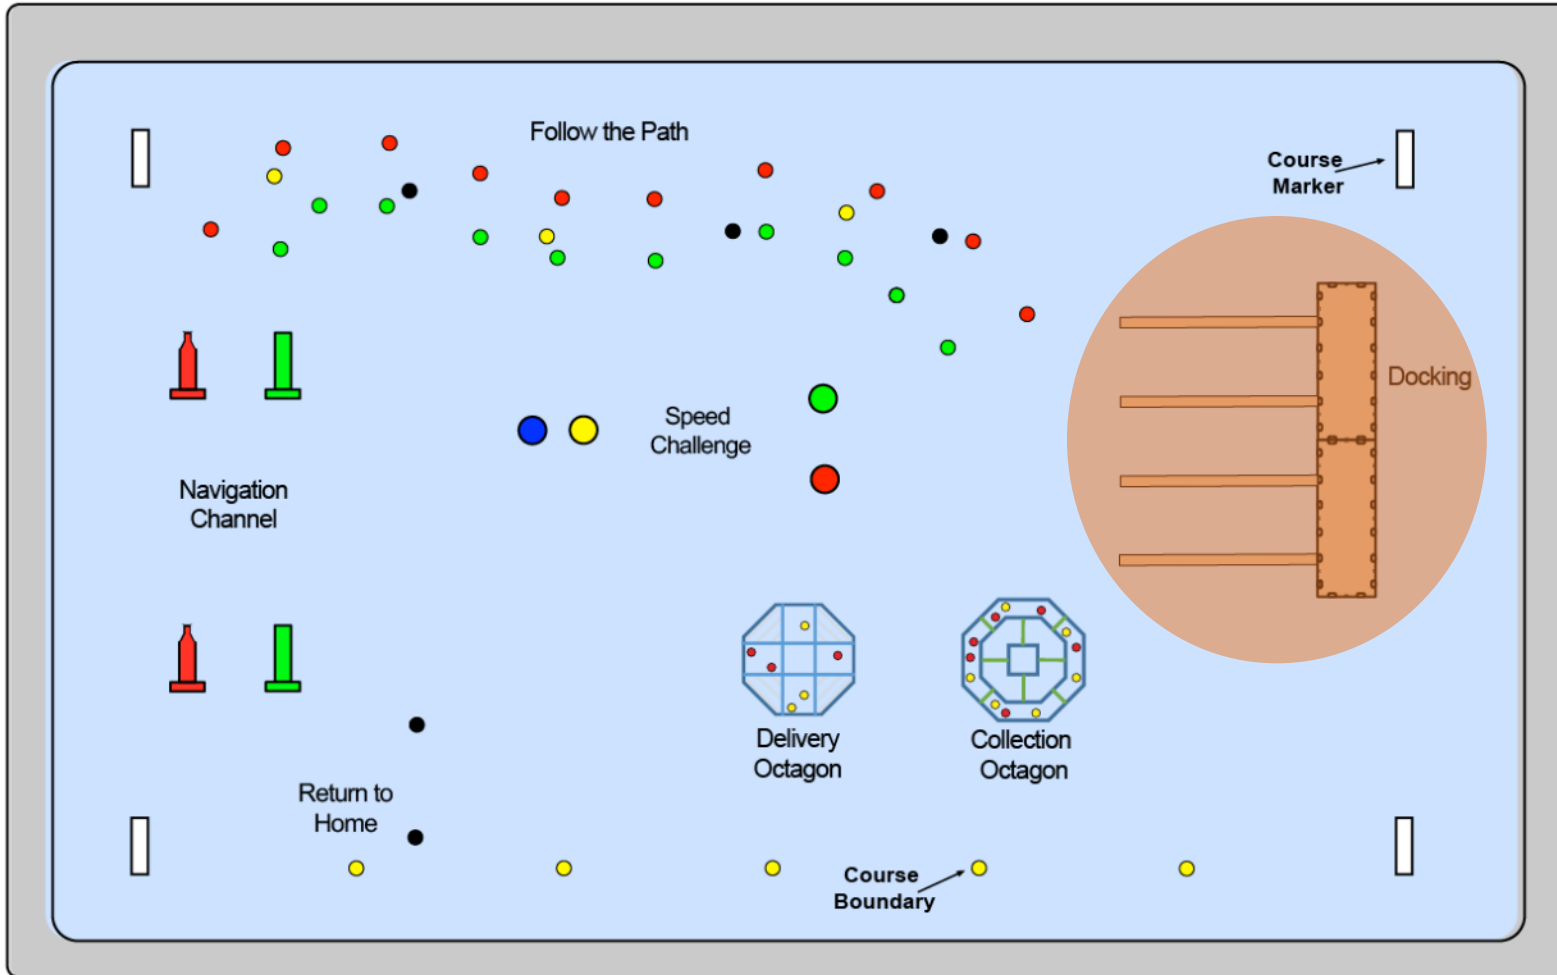 Follow the Path
Course
Marker
Docking
Speed
Challenge
Navigation
Channel
Delivery
Octagon
Collection
Octagon
Return to
Home
Course
Boundary